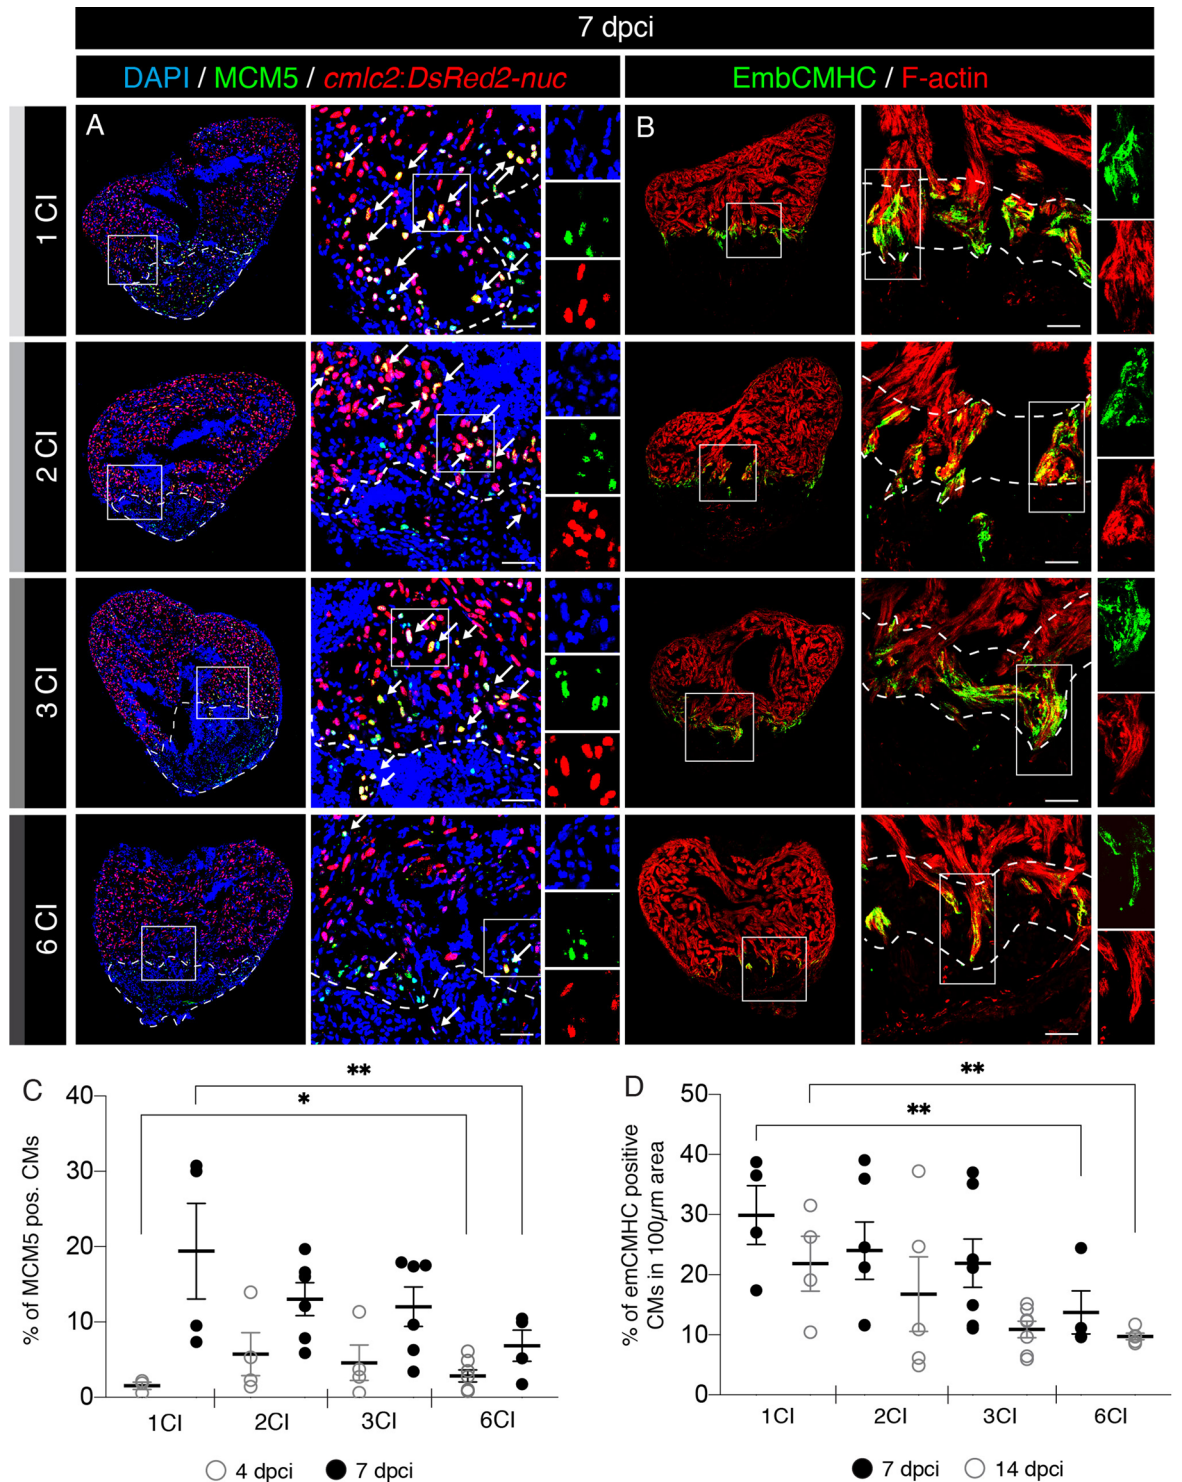 7 dpci
DAPI / MCM5 / cmlc2:DsRed2-nuc
EmbCMHC / F-actin
A
B
1 CI
2 CI
3 CI
6 CI
C
**
*
40
30
20
10
0
% of MCM5 pos. CMs
1CI 2CI 3CI 6CI
4 dpci 7 dpci
D
**
**
50
40
30
20
10
0
% of emCMHC positive
CMs in 100µm area
1CI 2CI 3CI 6CI
7 dpci 14 dpci